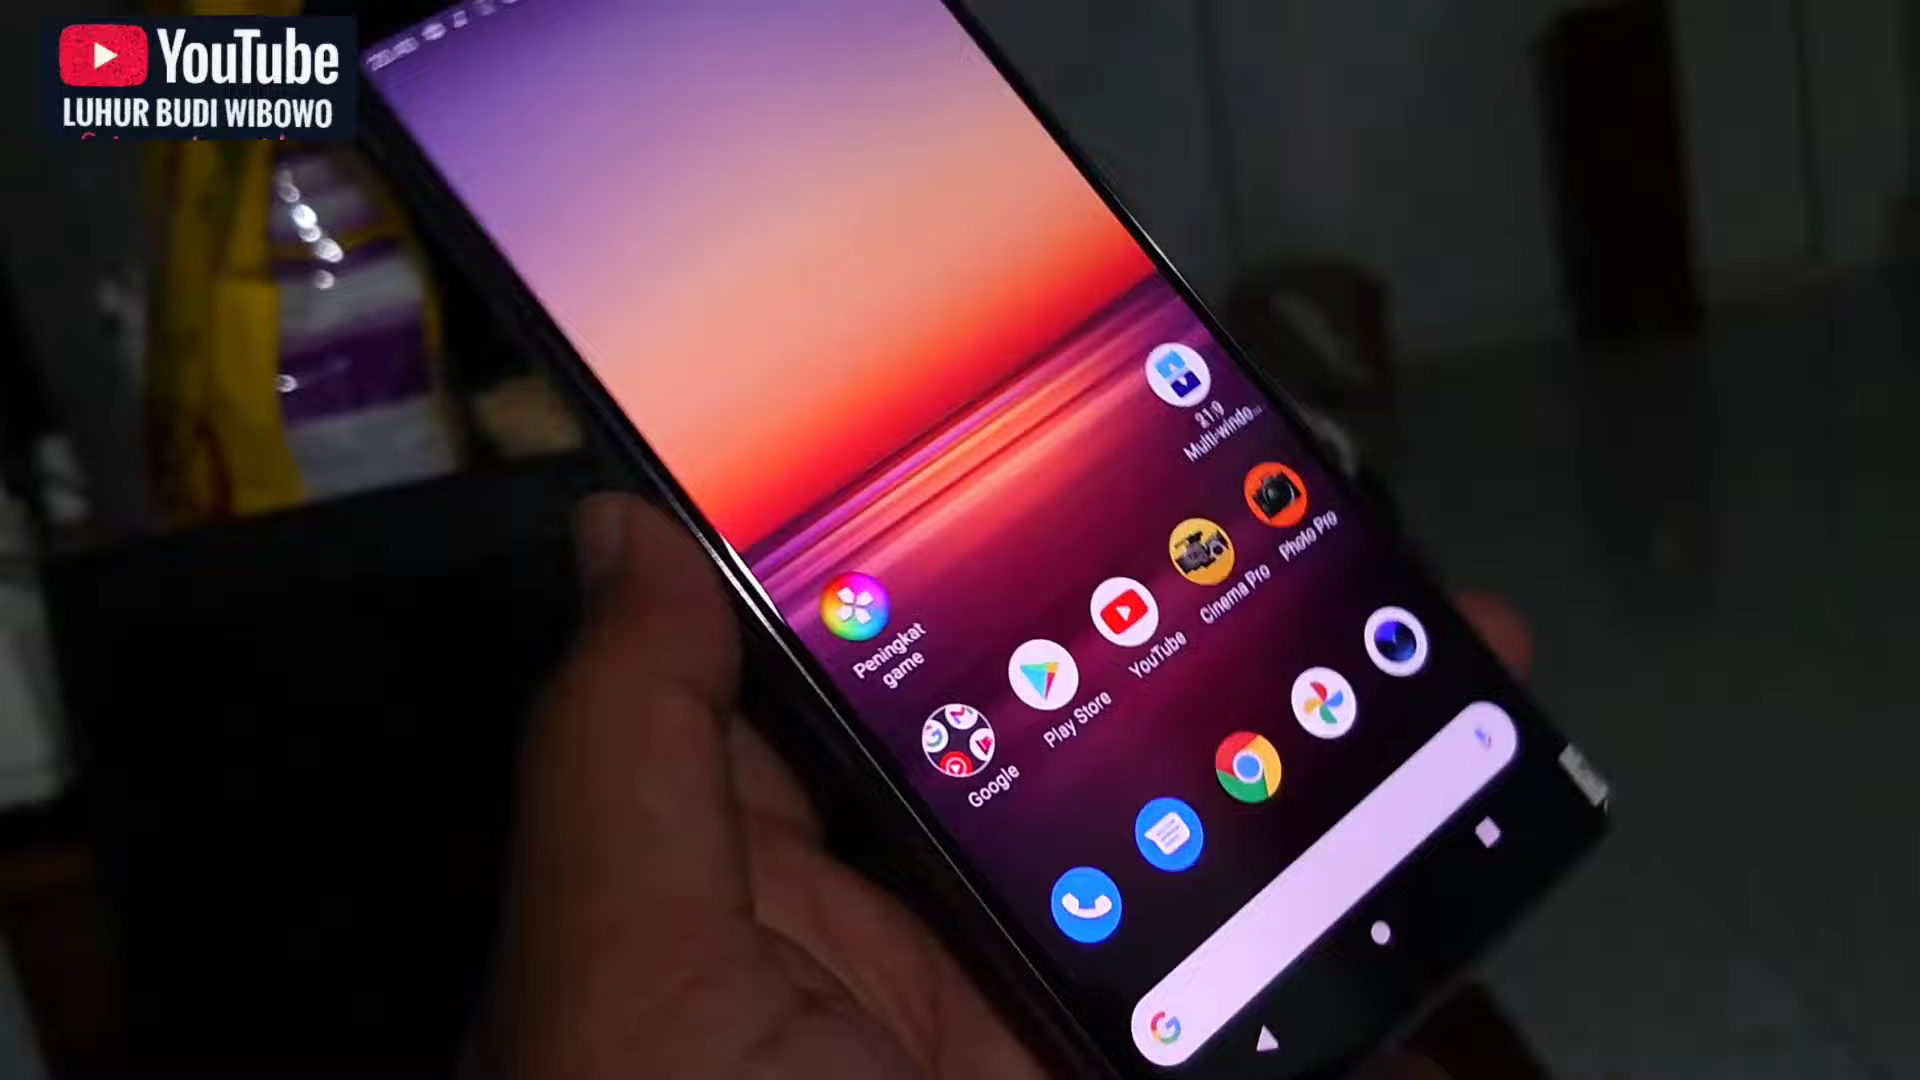 YouTube
LUHUR BUDI WIBOWO
21:9
Multi-windo...
Photo Pro
Cinema Pro
YouTube
Peningkat
game
Play Store
Google